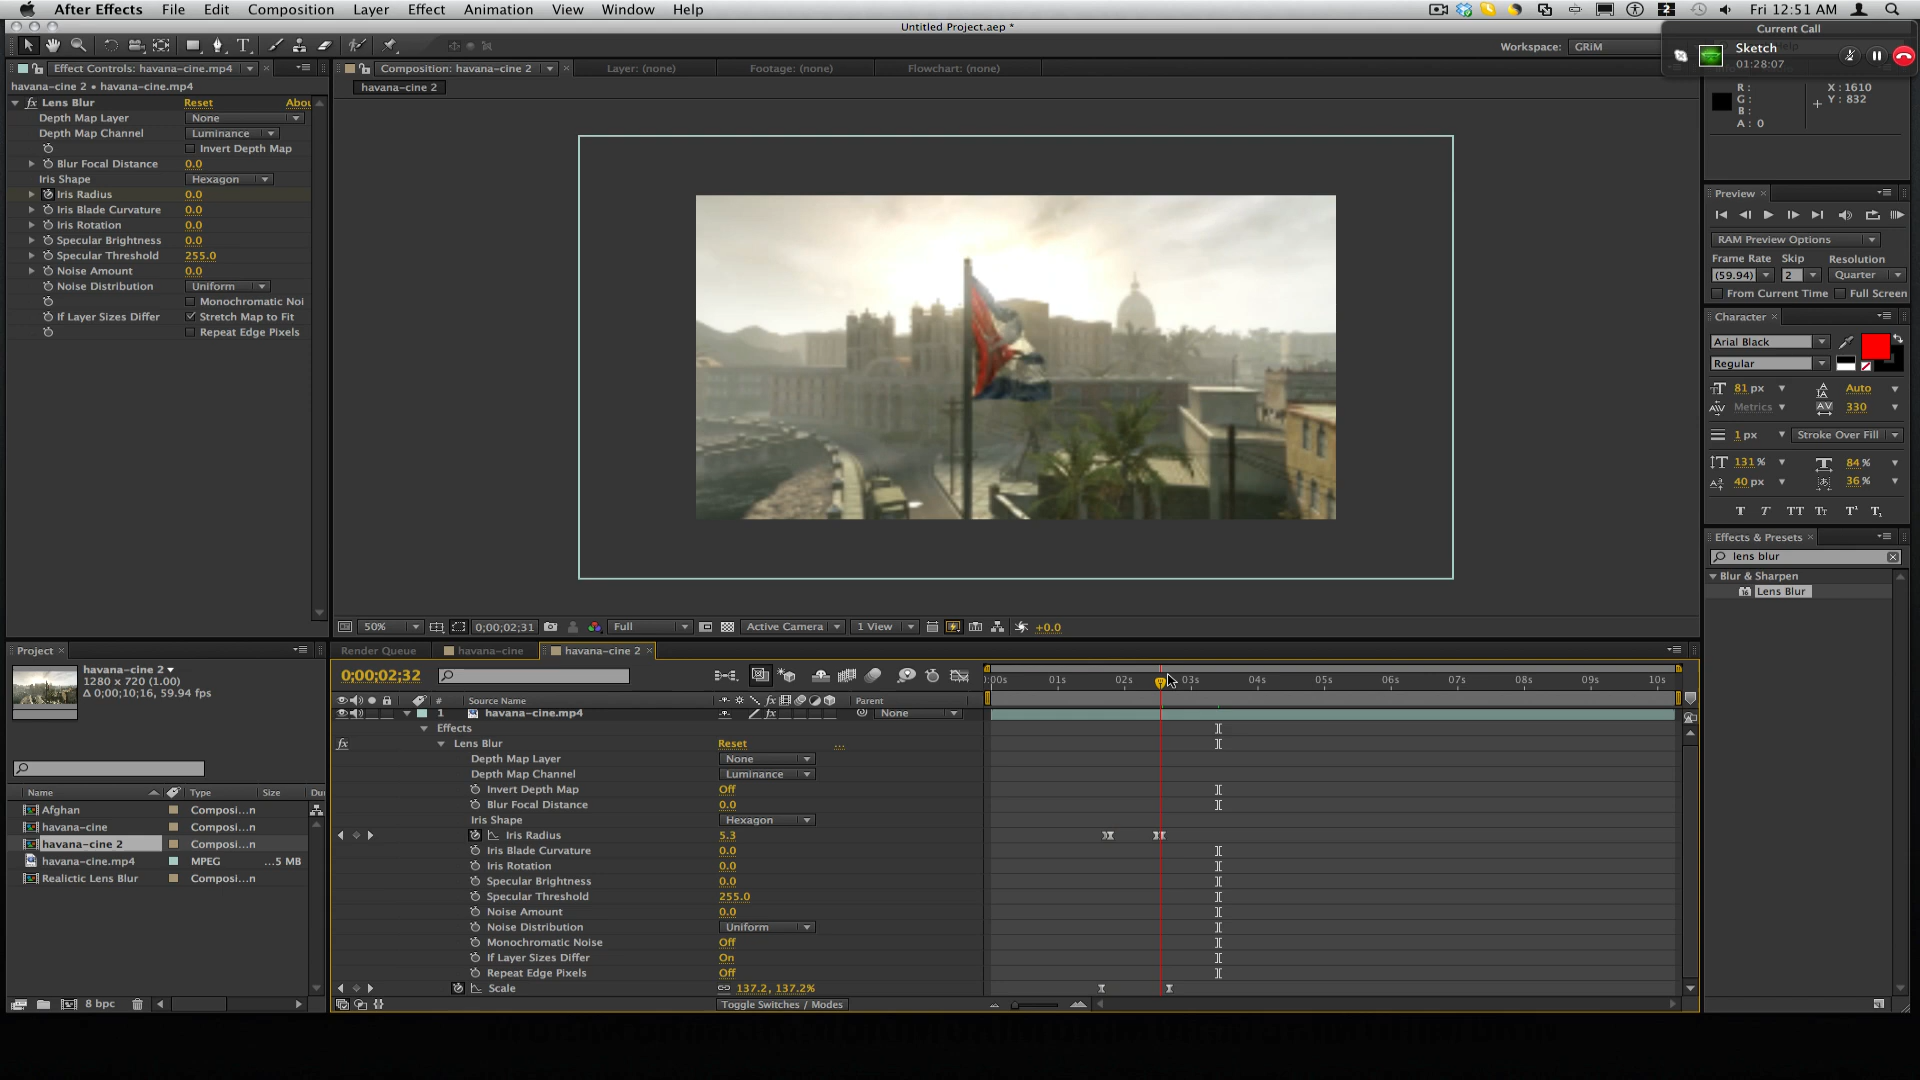 After Effects File Edit Composition Layer Effect Animation View Window Help
2 Fri 12:51 AM
Untitled Project.aep *
Current Call
Workspace: GRiM
Sketch
01:28:07
Effect Controls: havana-cine.mp4
Composition: havana-cine 2
Layer: (none)
Footage: (none)
Flowchart: (none)
havana-cine 2 • havana-cine.mp4
havana-cine 2
R :
G :
B :
A : 0
X : 1610
Y : 832
fx Lens Blur Reset Abou
Depth Map Layer None
Depth Map Channel Luminance
Invert Depth Map
Blur Focal Distance 0.0
Iris Shape Hexagon
Iris Radius 0.0
Iris Blade Curvature 0.0
Iris Rotation 0.0
Specular Brightness 0.0
Specular Threshold 255.0
Noise Amount 0.0
Noise Distribution Uniform
Monochromatic Noi
If Layer Sizes Differ Stretch Map to Fit
Repeat Edge Pixels
Preview
RAM Preview Options
Frame Rate Skip Resolution
(59.94) 2 Quarter
From Current Time Full Screen
Character
Arial Black
Regular
81 px Auto
Metrics 330
1 px Stroke Over Fill
131 % 84 %
40 px 36 %
T T TT Tr T¹ T₁
Effects & Presets
lens blur
Blur & Sharpen
Lens Blur
50% 0;00;02;31 Full Active Camera 1 View +0.0
Project
havana-cine 2
1280 x 720 (1.00)
Δ 0;00;10;16, 59.94 fps
Name Type Size Du
Afghan Composi...n
havana-cine Composi...n
havana-cine 2 Composi...n
havana-cine.mp4 MPEG ...5 MB
Realictic Lens Blur Composi...n
8 bpc
Render Queue havana-cine havana-cine 2
0;00;02;32
):00s 01s 02s 03s 04s 05s 06s 07s 08s 09s 10s
# Source Name Parent
1 havana-cine.mp4 fx None
Effects
fx Lens Blur Reset ...
Depth Map Layer None
Depth Map Channel Luminance
Invert Depth Map Off
Blur Focal Distance 0.0
Iris Shape Hexagon
Iris Radius 5.3
Iris Blade Curvature 0.0
Iris Rotation 0.0
Specular Brightness 0.0
Specular Threshold 255.0
Noise Amount 0.0
Noise Distribution Uniform
Monochromatic Noise Off
If Layer Sizes Differ On
Repeat Edge Pixels Off
Scale 137.2, 137.2%
Toggle Switches / Modes